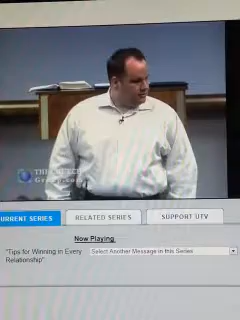 CURRENT SERIES
RELATED SERIES
SUPPORT UTV
Now Playing
"Tips for Winning in Every
Relationship"
Select Another Message in this Series